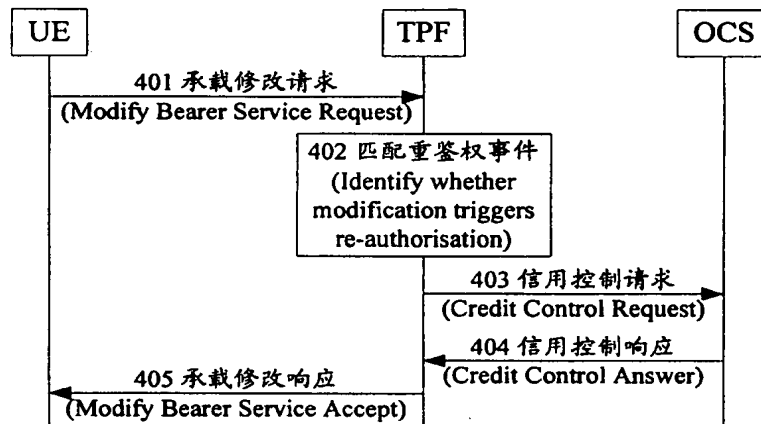 UE
TPF
OCS
401 承载修改请求
(Modify Bearer Service Request)
402 匹配重鉴权事件
(Identify whether
modification triggers
re-authorisation)
403 信用控制请求
(Credit Control Request)
404 信用控制响应
(Credit Control Answer)
405 承载修改响应
(Modify Bearer Service Accept)